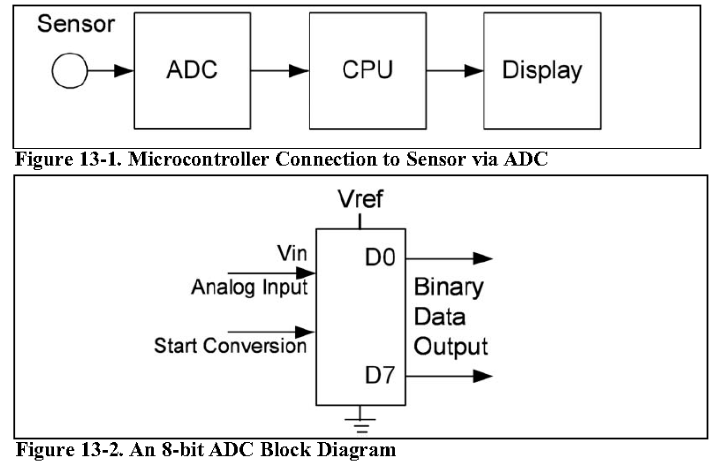 Sensor
ADC
CPU
Display
Figure 13-1. Microcontroller Connection to Sensor via ADC
Vref
Vin
D0
Analog Input
Binary
Data
Start Conversion
Output
D7
Figure 13-2. An 8-bit ADC Block Diagram